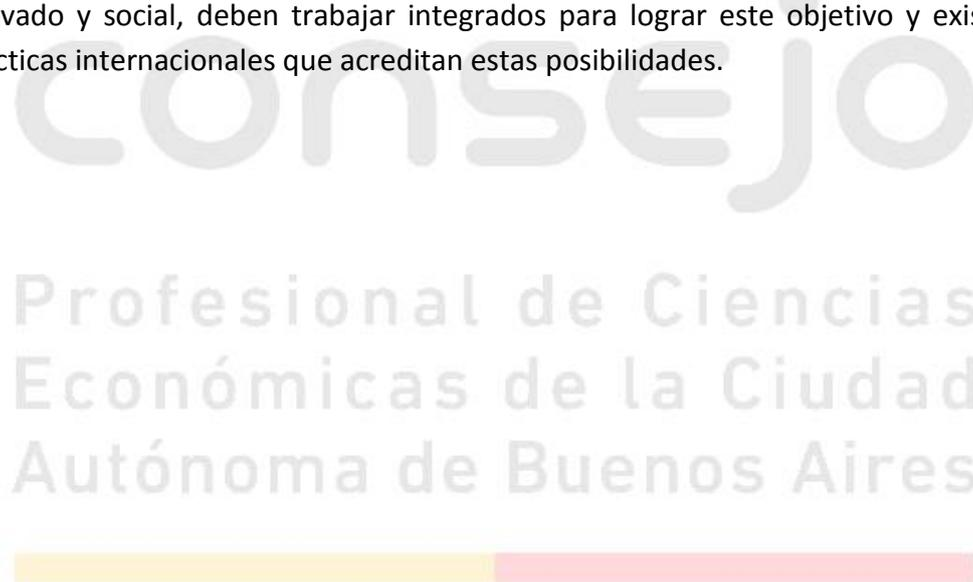 vado y social, deben trabajar integrados para lograr este objetivo y exis
cticas internacionales que acreditan estas posibilidades.
consejo
Profesional de Ciencias
Económicas de la Ciudad
Autónoma de Buenos Aires